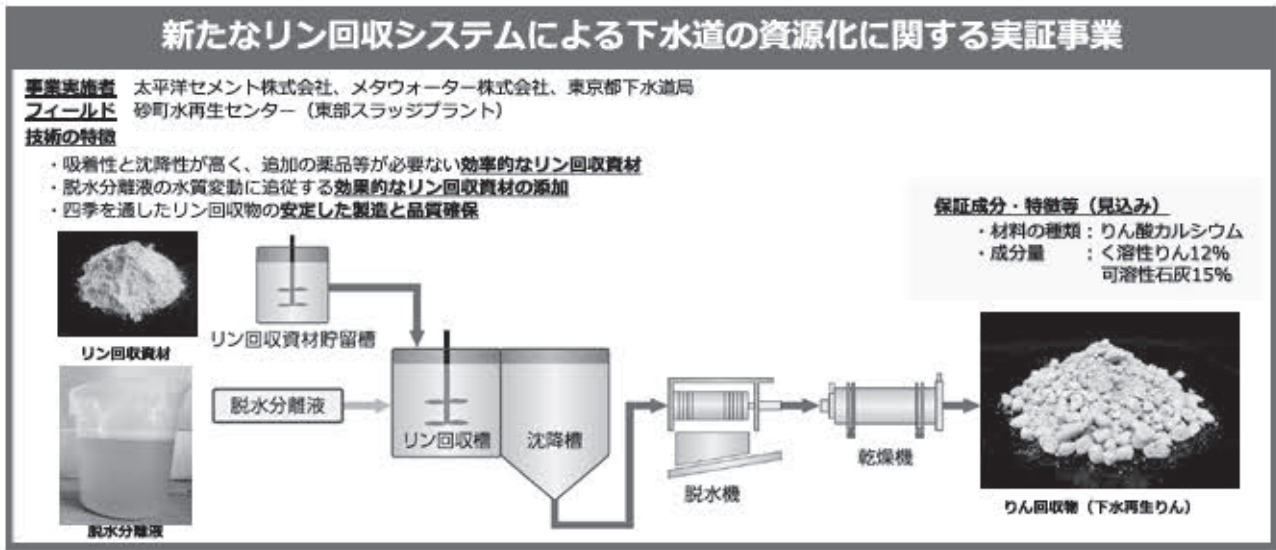 新たなリン回収システムによる下水道の資源化に関する実証事業
事業実施者　太平洋セメント株式会社、メタウォーター株式会社、東京都下水道局
フィールド　砂町水再生センター（東部スラッジプラント）
技術の特徴
・吸着性と沈降性が高く、追加の薬品等が必要ない効率的なリン回収資材
・脱水分離液の水質変動に追従する効果的なリン回収資材の添加
・四季を通したリン回収物の安定した製造と品質確保
保証成分・特徴等（見込み）
・材料の種類：りん酸カルシウム
・成分量　　：く溶性りん12%
可溶性石灰15%
リン回収資材
リン回収資材貯留槽
脱水分離液
リン回収槽
沈降槽
脱水機
乾燥機
りん回収物（下水再生りん）
脱水分離液